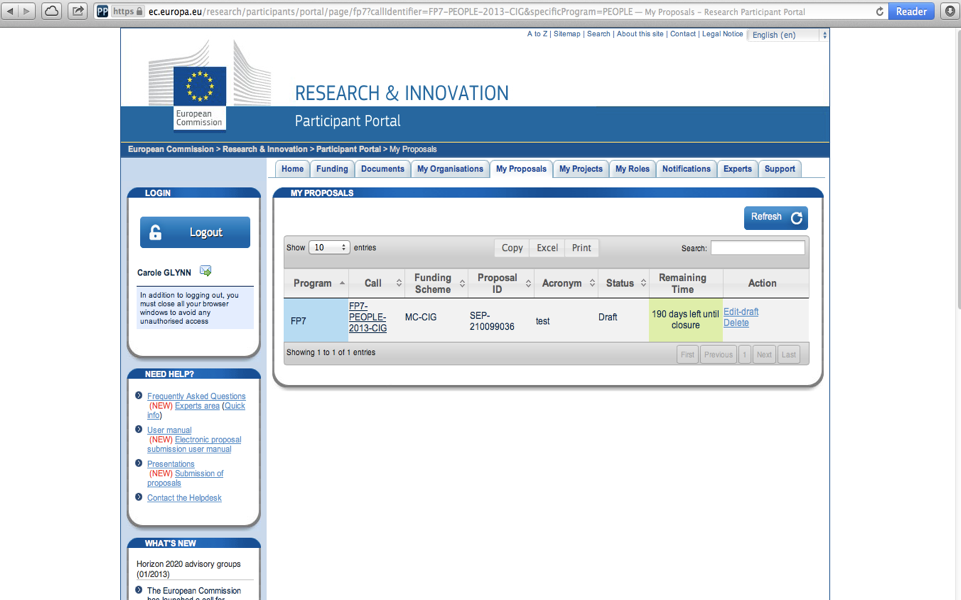 PP https ec.europa.eu/research/participants/portal/page/fp7?callIdentifier=FP7-PEOPLE-2013-CIG&specificProgram=PEOPLE — My Proposals – Research Participant Portal Reader
A to Z | Sitemap | Search | About this site | Contact | Legal Notice English (en)
RESEARCH & INNOVATION
European
Commission
Participant Portal
European Commission > Research & Innovation > Participant Portal > My Proposals
Home Funding Documents My Organisations My Proposals My Projects My Roles Notifications Experts Support
LOGIN
Logout
Carole GLYNN
In addition to logging out, you
must close all your browser
windows to avoid any
unauthorised access
NEED HELP?
Frequently Asked Questions
(NEW) Experts area (Quick
info)
User manual
(NEW) Electronic proposal
submission user manual
Presentations
(NEW) Submission of
proposals
Contact the Helpdesk
WHAT'S NEW
Horizon 2020 advisory groups
(01/2013)
The European Commission
has launched a call for
MY PROPOSALS
Refresh
Show 10 entries Copy Excel Print Search:
Program Call Funding Scheme Proposal ID Acronym Status Remaining Time Action
FP7 FP7-PEOPLE-2013-CIG MC-CIG SEP-210099036 test Draft 190 days left until closure Edit-draft Delete
Showing 1 to 1 of 1 entries First Previous 1 Next Last